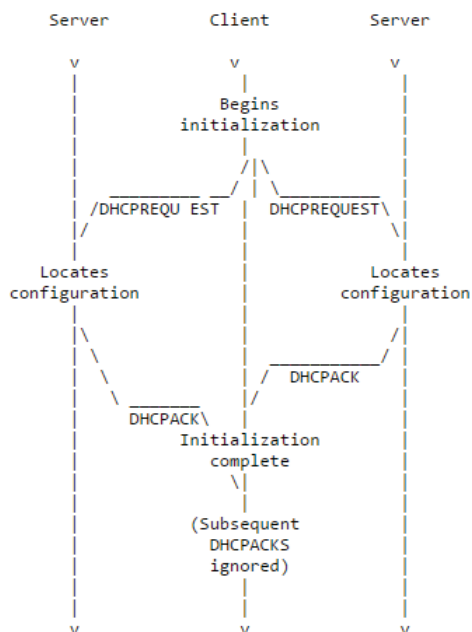 Server Client Server
v v v
Begins
initialization
DHCPREQU EST DHCPREQUEST
Locates Locates
configuration configuration
DHCPACK
DHCPACK
Initialization
complete
(Subsequent
DHCPACKS
ignored)
v v v